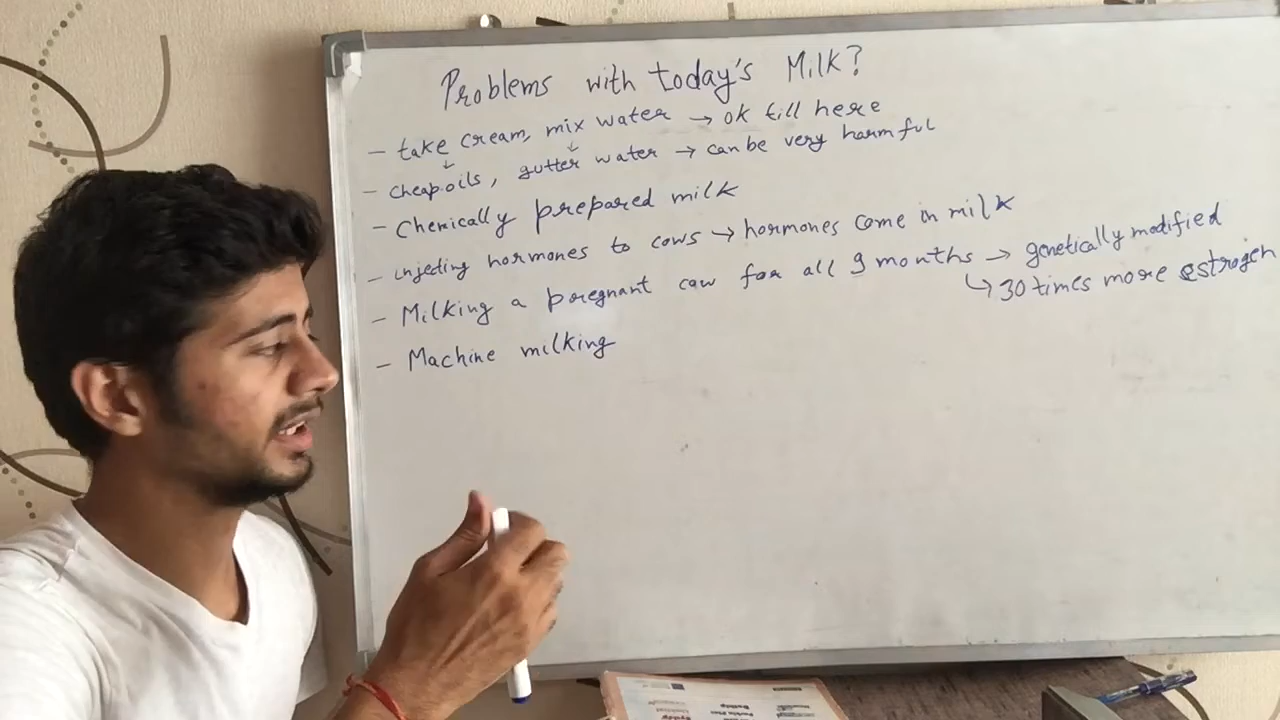 Problems with today's Milk?
- take cream, mix water → ok till here
↓ ↓
- cheap oils, gutter water → can be very harmful
- Chemically prepared milk
- injecting hormones to cows → hormones come in milk
- Milking a pregnant cow for all 9 months → genetically modified
↳ 30 times more estrogen
- Machine milking